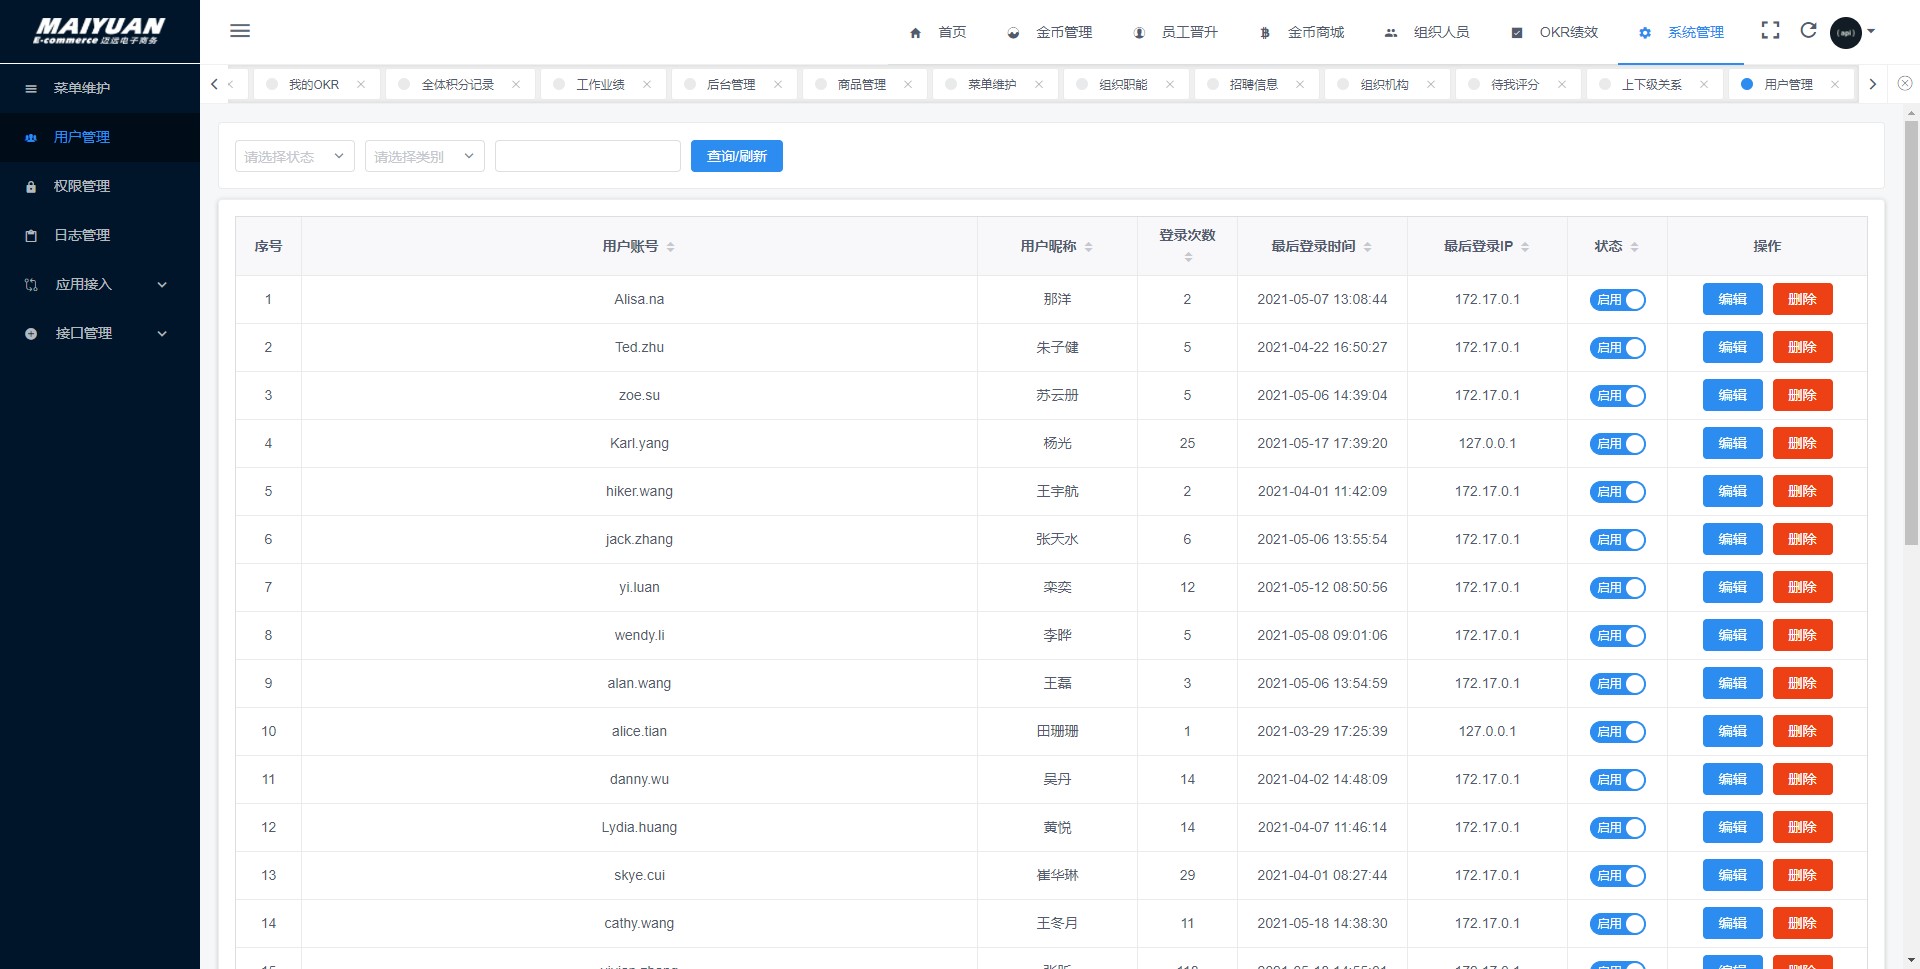 MAIYUAN
E-commerce 迈远电子商务
首页
金币管理
员工晋升
金币商城
组织人员
OKR绩效
系统管理
(api)
菜单维护
用户管理
权限管理
日志管理
应用接入
接口管理
我的OKR
全体积分记录
工作业绩
后台管理
商品管理
菜单维护
组织职能
招聘信息
组织机构
待我评分
上下级关系
用户管理
请选择状态 请选择类别 查询/刷新
序号 用户账号 用户昵称 登录次数 最后登录时间 最后登录IP 状态 操作
1 Alisa.na 那洋 2 2021-05-07 13:08:44 172.17.0.1 启用 编辑 删除
2 Ted.zhu 朱子健 5 2021-04-22 16:50:27 172.17.0.1 启用 编辑 删除
3 zoe.su 苏云册 5 2021-05-06 14:39:04 172.17.0.1 启用 编辑 删除
4 Karl.yang 杨光 25 2021-05-17 17:39:20 127.0.0.1 启用 编辑 删除
5 hiker.wang 王宇航 2 2021-04-01 11:42:09 172.17.0.1 启用 编辑 删除
6 jack.zhang 张天水 6 2021-05-06 13:55:54 172.17.0.1 启用 编辑 删除
7 yi.luan 栾奕 12 2021-05-12 08:50:56 172.17.0.1 启用 编辑 删除
8 wendy.li 李晔 5 2021-05-08 09:01:06 172.17.0.1 启用 编辑 删除
9 alan.wang 王磊 3 2021-05-06 13:54:59 172.17.0.1 启用 编辑 删除
10 alice.tian 田珊珊 1 2021-03-29 17:25:39 127.0.0.1 启用 编辑 删除
11 danny.wu 吴丹 14 2021-04-02 14:48:09 172.17.0.1 启用 编辑 删除
12 Lydia.huang 黄悦 14 2021-04-07 11:46:14 172.17.0.1 启用 编辑 删除
13 skye.cui 崔华琳 29 2021-04-01 08:27:44 172.17.0.1 启用 编辑 删除
14 cathy.wang 王冬月 11 2021-05-18 14:38:30 172.17.0.1 启用 编辑 删除